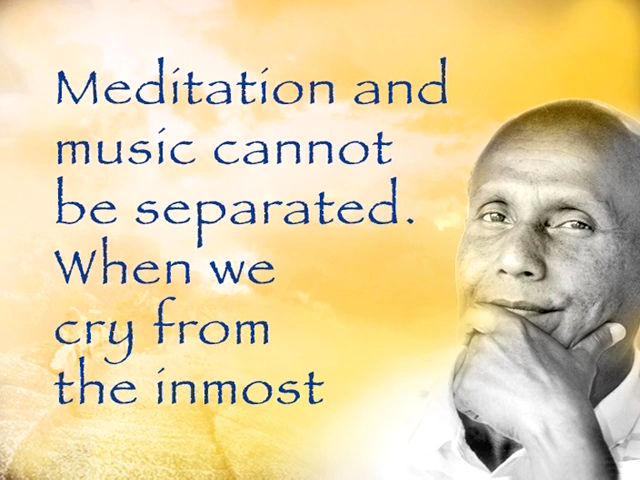 Meditation and
music cannot
be separated.
When we
cry from
the inmost